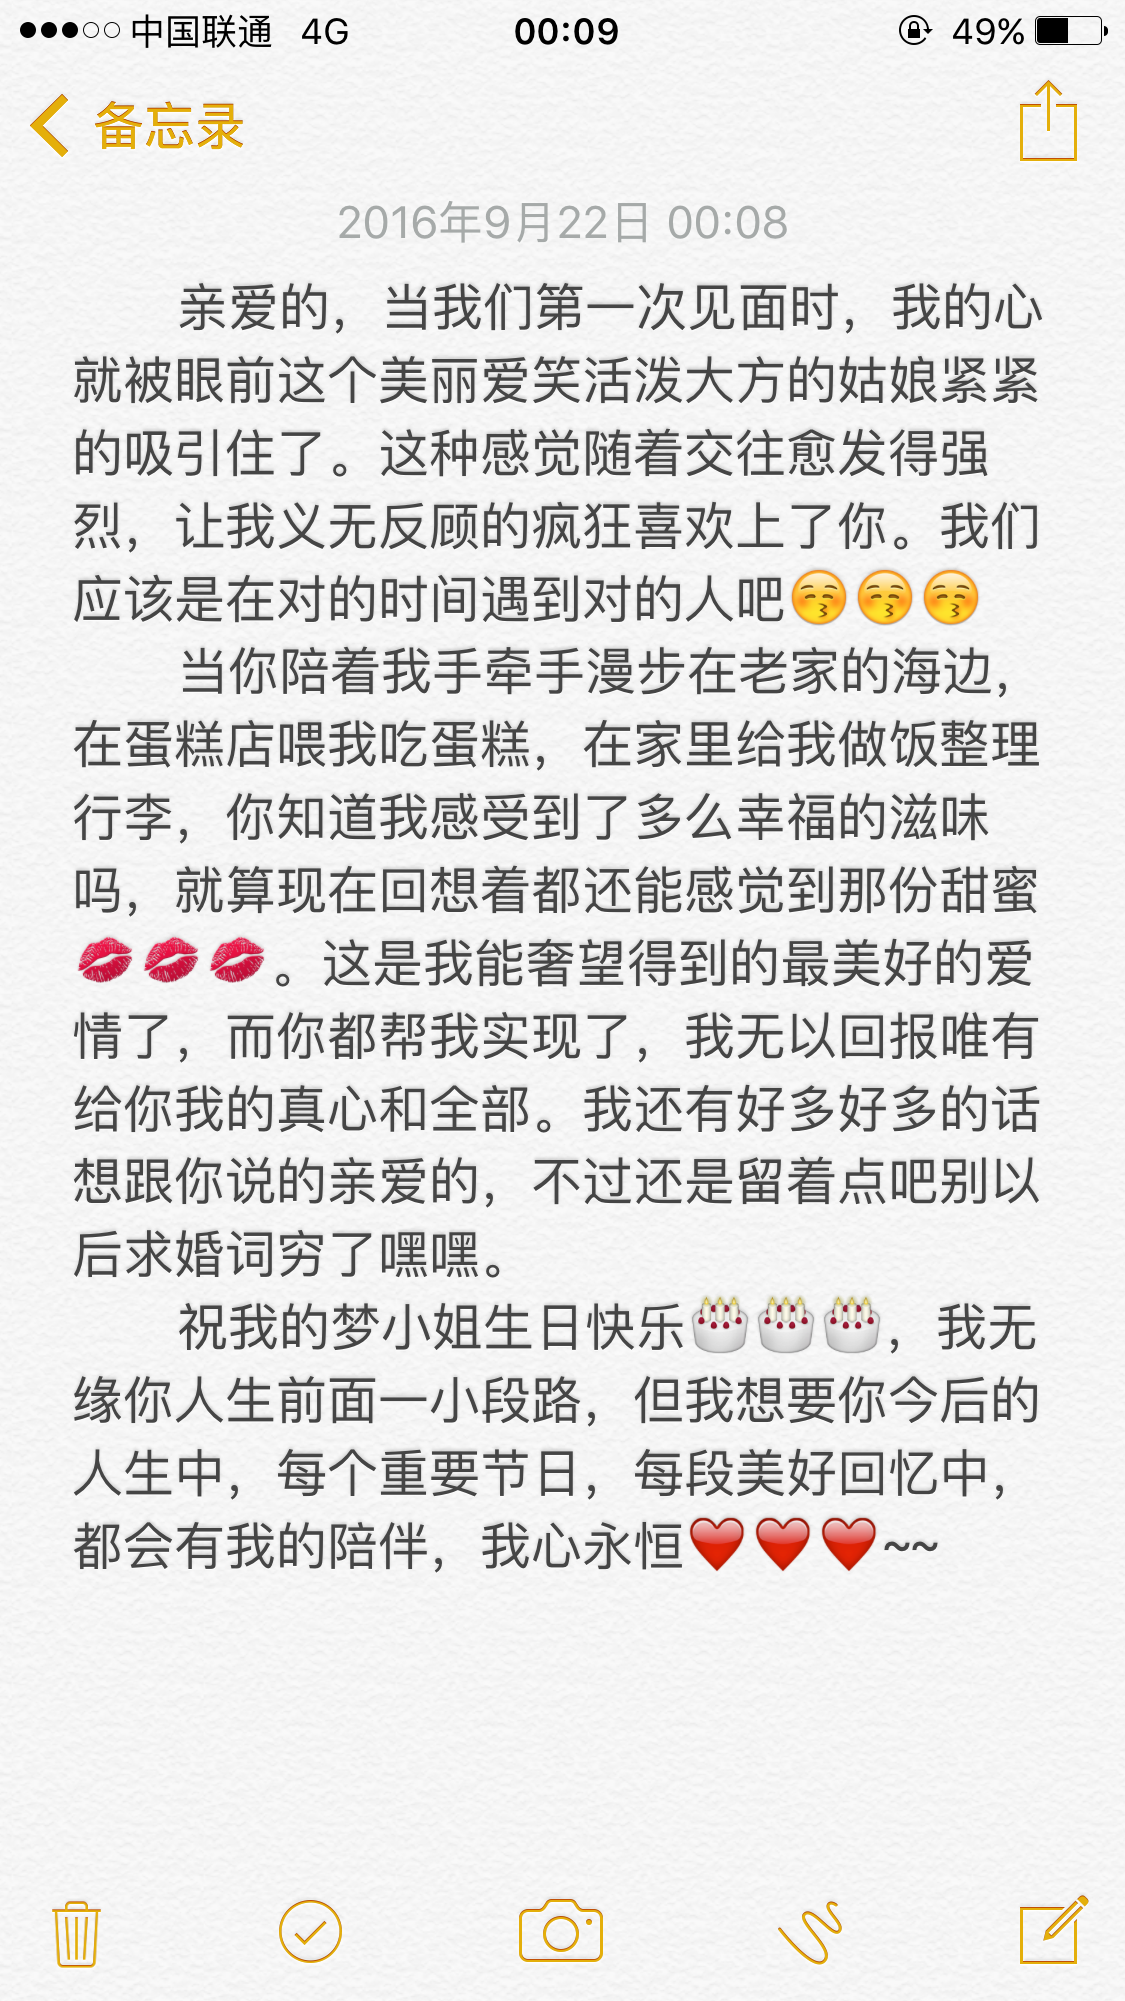 中国联通 4G 00:09 49%
备忘录
2016年9月22日 00:08
亲爱的，当我们第一次见面时，我的心
就被眼前这个美丽爱笑活泼大方的姑娘紧紧
的吸引住了。这种感觉随着交往愈发得强
烈，让我义无反顾的疯狂喜欢上了你。我们
应该是在对的时间遇到对的人吧😚😚😚
当你陪着我手牵手漫步在老家的海边，
在蛋糕店喂我吃蛋糕，在家里给我做饭整理
行李，你知道我感受到了多么幸福的滋味
吗，就算现在回想着都还能感觉到那份甜蜜
💋💋💋。这是我能奢望得到的最美好的爱
情了，而你都帮我实现了，我无以回报唯有
给你我的真心和全部。我还有好多好多的话
想跟你说的亲爱的，不过还是留着点吧别以
后求婚词穷了嘿嘿。
祝我的梦小姐生日快乐🎂🎂🎂，我无
缘你人生前面一小段路，但我想要你今后的
人生中，每个重要节日，每段美好回忆中，
都会有我的陪伴，我心永恒❤️❤️❤️~~